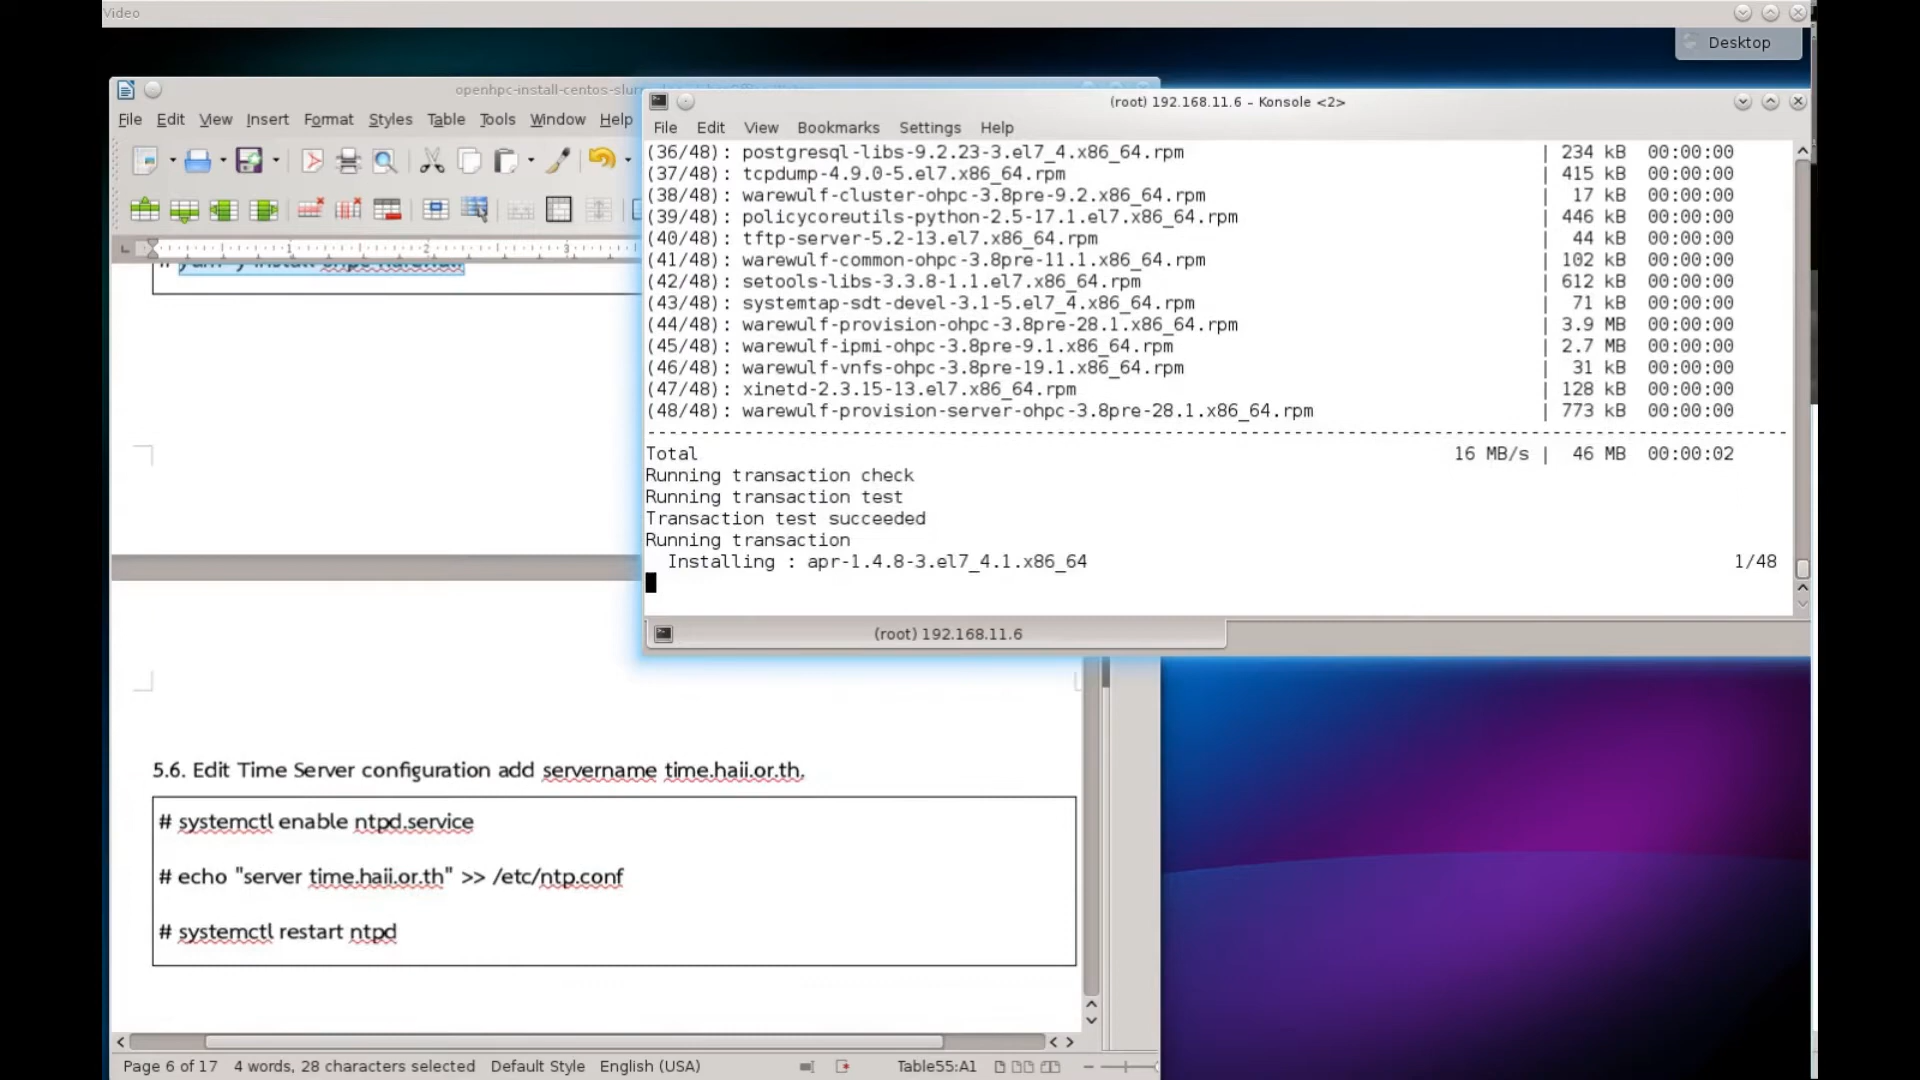 Video
Desktop
openhpc-install-centos-slur
File Edit View Insert Format Styles Table Tools Window Help
1 2 3
5.6. Edit Time Server configuration add servername time.haii.or.th.
# systemctl enable ntpd.service
# echo "server time.haii.or.th" >> /etc/ntp.conf
# systemctl restart ntpd
Page 6 of 17 4 words, 28 characters selected Default Style English (USA) Table55:A1
(root) 192.168.11.6 – Konsole <2>
File Edit View Bookmarks Settings Help
(36/48): postgresql-libs-9.2.23-3.el7_4.x86_64.rpm | 234 kB 00:00:00
(37/48): tcpdump-4.9.0-5.el7.x86_64.rpm | 415 kB 00:00:00
(38/48): warewulf-cluster-ohpc-3.8pre-9.2.x86_64.rpm | 17 kB 00:00:00
(39/48): policycoreutils-python-2.5-17.1.el7.x86_64.rpm | 446 kB 00:00:00
(40/48): tftp-server-5.2-13.el7.x86_64.rpm | 44 kB 00:00:00
(41/48): warewulf-common-ohpc-3.8pre-11.1.x86_64.rpm | 102 kB 00:00:00
(42/48): setools-libs-3.3.8-1.1.el7.x86_64.rpm | 612 kB 00:00:00
(43/48): systemtap-sdt-devel-3.1-5.el7_4.x86_64.rpm | 71 kB 00:00:00
(44/48): warewulf-provision-ohpc-3.8pre-28.1.x86_64.rpm | 3.9 MB 00:00:00
(45/48): warewulf-ipmi-ohpc-3.8pre-9.1.x86_64.rpm | 2.7 MB 00:00:00
(46/48): warewulf-vnfs-ohpc-3.8pre-19.1.x86_64.rpm | 31 kB 00:00:00
(47/48): xinetd-2.3.15-13.el7.x86_64.rpm | 128 kB 00:00:00
(48/48): warewulf-provision-server-ohpc-3.8pre-28.1.x86_64.rpm | 773 kB 00:00:00
--------------------------------------------------------------------------------
Total 16 MB/s | 46 MB 00:00:02
Running transaction check
Running transaction test
Transaction test succeeded
Running transaction
Installing : apr-1.4.8-3.el7_4.1.x86_64 1/48
(root) 192.168.11.6